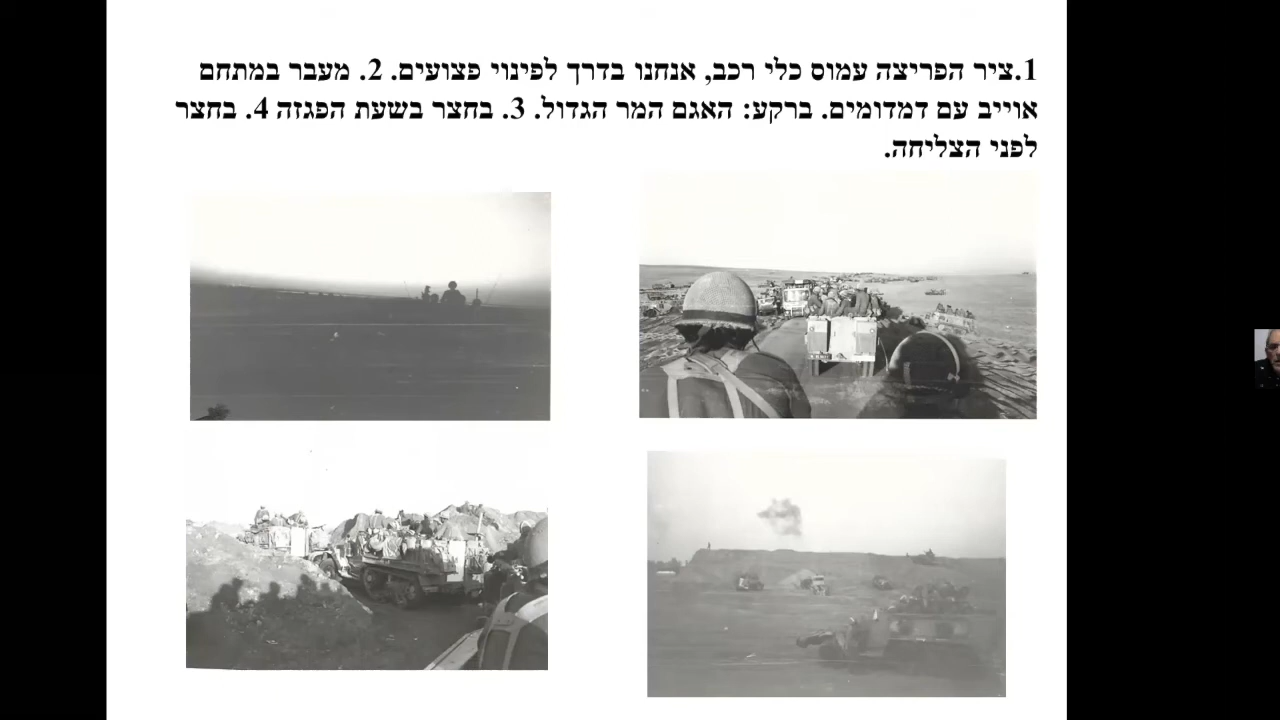 1.ציר הפריצה עמוס כלי רכב, אנחנו בדרך לפינוי פצועים. 2. מעבר במתחם
אוייב עם דמדומים. ברקע: האגם המר הגדול. 3. בחצר בשעת הפגזה 4. בחצר
לפני הצליחה.